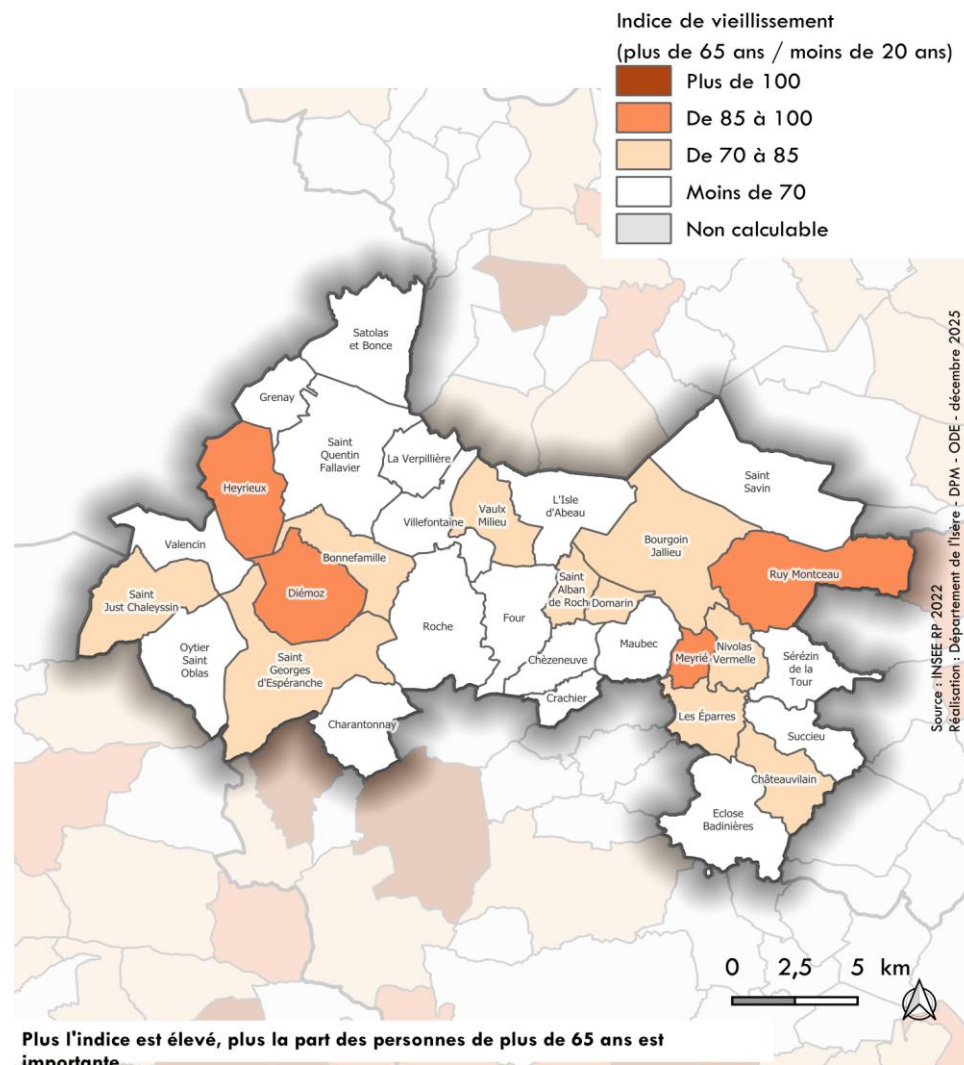 Indice de vieillissement
(plus de 65 ans / moins de 20 ans)
Plus de 100
De 85 à 100
De 70 à 85
Moins de 70
Non calculable
Satolas
et Bonce
Grenay
Saint
Quentin
Fallavier
La Verpillière
Heyrieux
Villefontaine
Vaulx
Milieu
L'Isle
d'Abeau
Saint
Savin
Bourgoin
Jallieu
Valencin
Bonnefamille
Ruy Montceau
Saint
Just Chaleyssin
Diémoz
Saint
Alban
de Roch
Domarin
Roche
Four
Oytier
Saint
Oblas
Saint
Georges
d'Espéranche
Chèzeneuve
Maubec
Meyrié
Nivolas
Vermelle
Sérézin
de la
Tour
Crachier
Charantonnay
Les Éparres
Succieu
Châteauvilain
Eclose
Badinières
Source : INSEE RP 2022
Réalisation : Département de l'Isère - DPM - ODE - décembre 2025
0 2,5 5 km
Plus l'indice est élevé, plus la part des personnes de plus de 65 ans est
importante